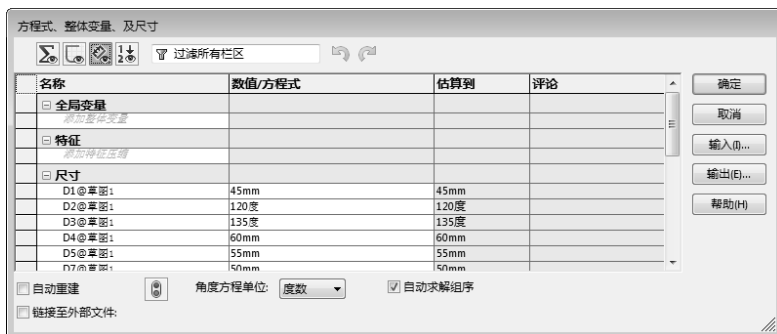 方程式、整体变量、及尺寸
过滤所有栏区
名称 数值/方程式 估算到 评论
全局变量
添加整体变量
特征
添加特征压缩
尺寸
D1@草图1 45mm 45mm
D2@草图1 120度 120度
D3@草图1 135度 135度
D4@草图1 60mm 60mm
D5@草图1 55mm 55mm
D7@草图1 50mm 50mm
确定
取消
输入(I)...
输出(E)...
帮助(H)
自动重建 角度方程单位: 度数 自动求解组序
链接至外部文件: